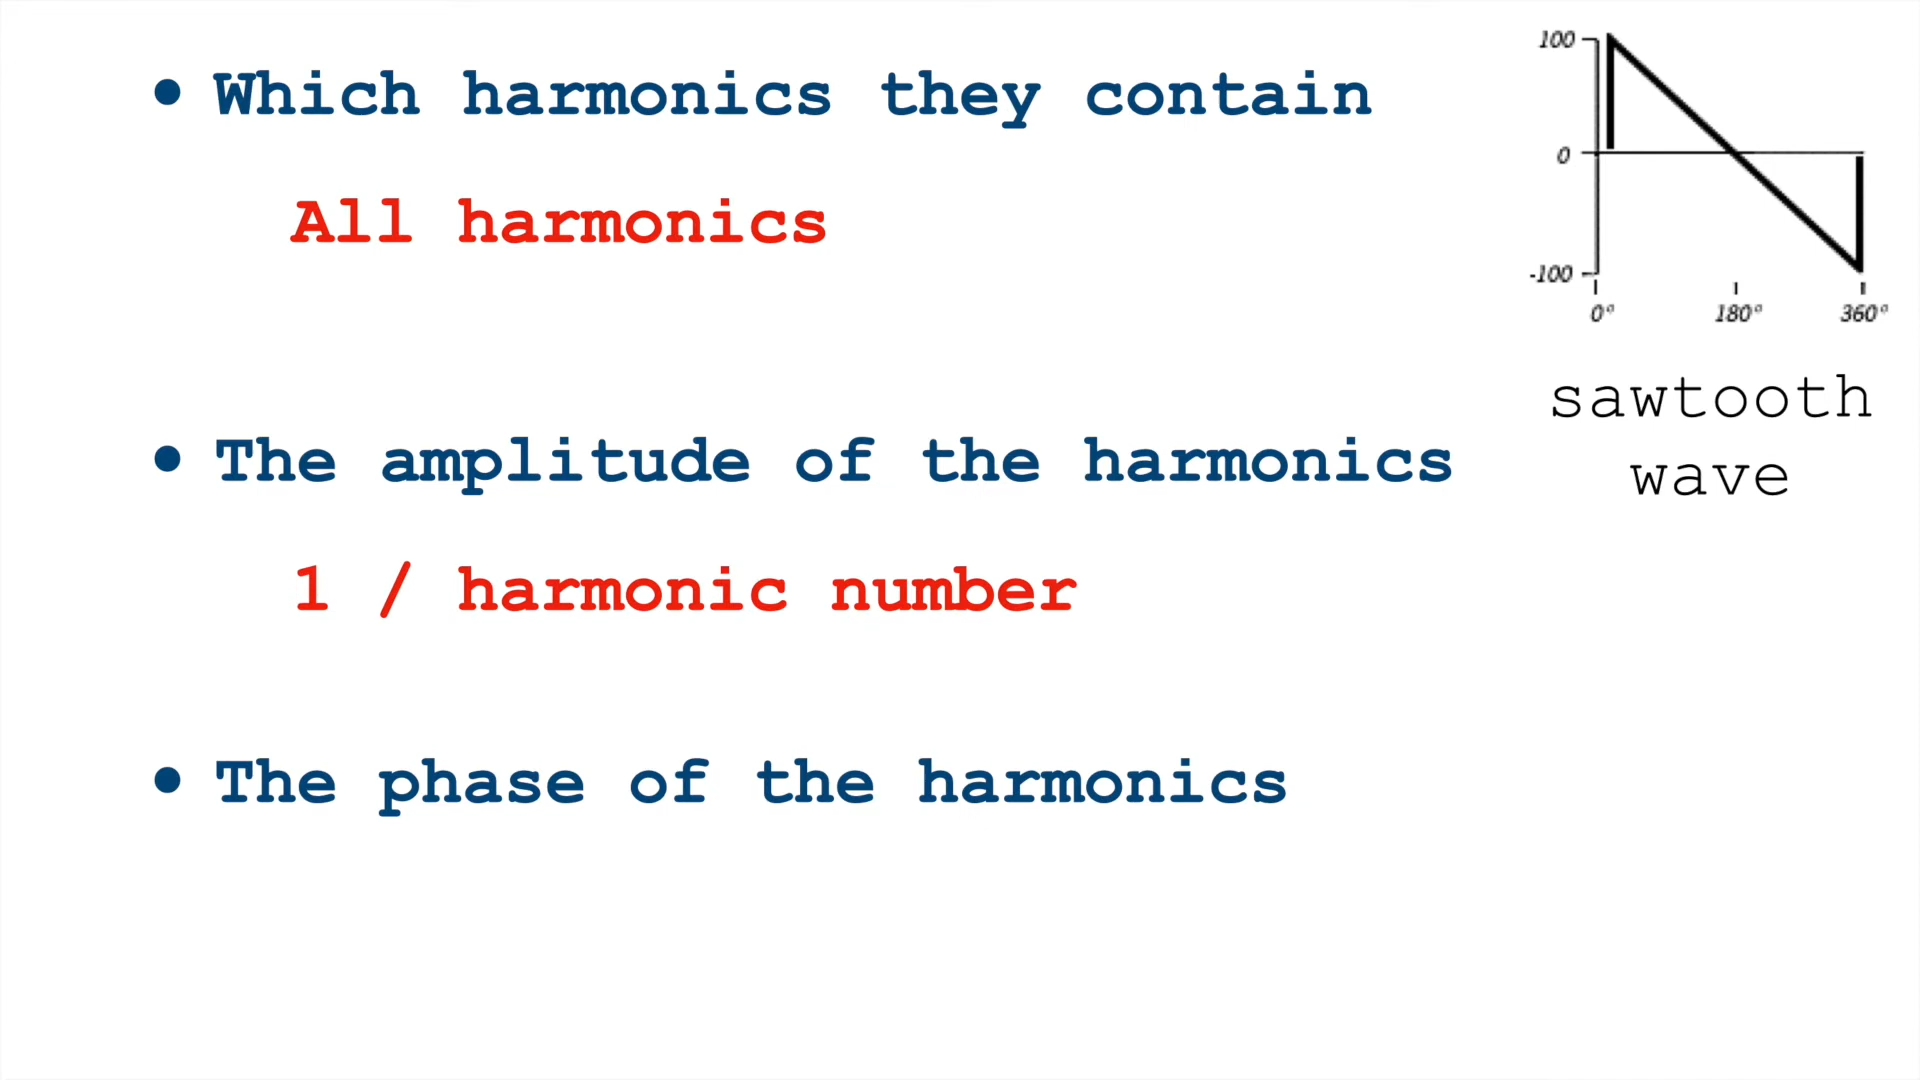 • Which harmonics they contain
All harmonics
• The amplitude of the harmonics
1 / harmonic number
• The phase of the harmonics
100
0
-100
0° 180° 360°
sawtooth
wave